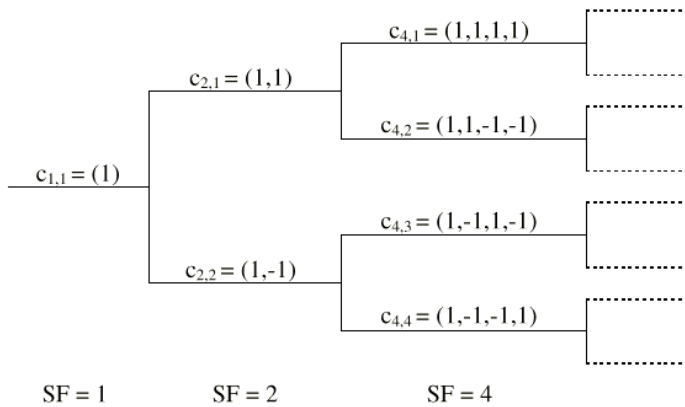 c4,1 = (1,1,1,1)
c2,1 = (1,1)
c4,2 = (1,1,-1,-1)
c1,1 = (1)
c4,3 = (1,-1,1,-1)
c2,2 = (1,-1)
c4,4 = (1,-1,-1,1)
SF = 1 SF = 2 SF = 4